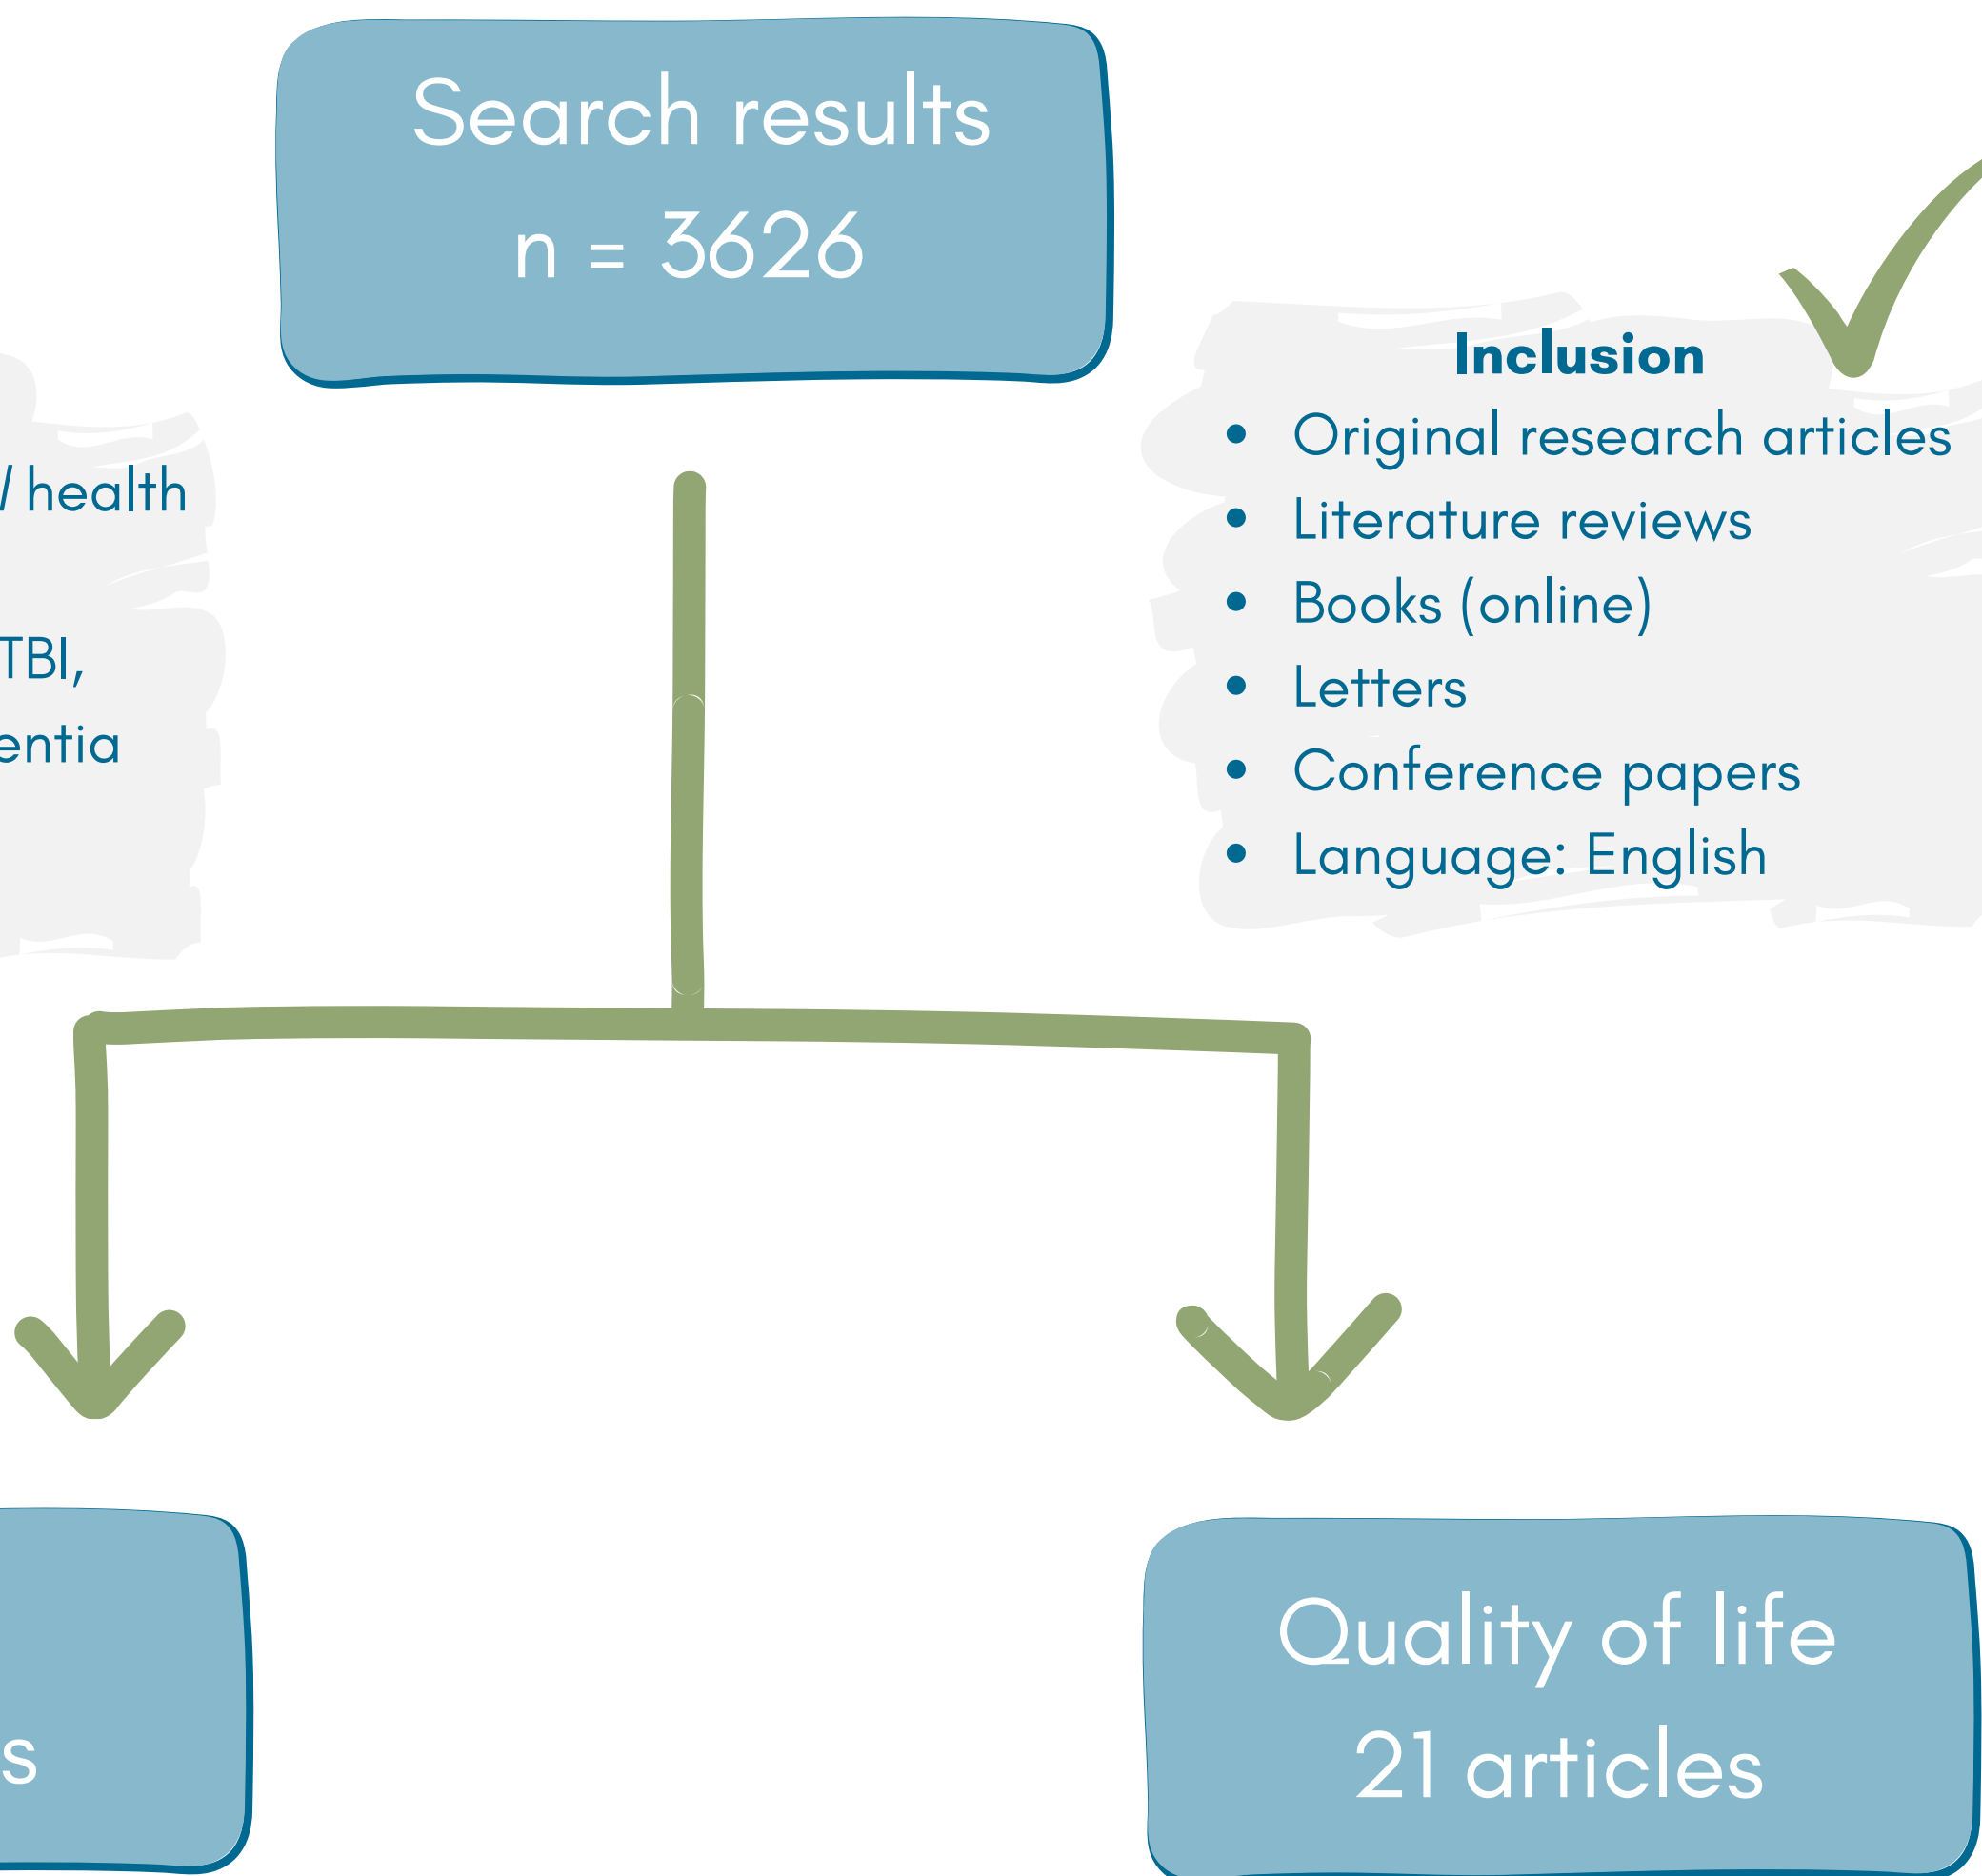 Search results
n = 3626
/ health
TBI,
Inclusion
• Original research articles
• Literature reviews
• Books (online)
• Letters
• Conference papers
• Language: English
Quality of life
21 articles